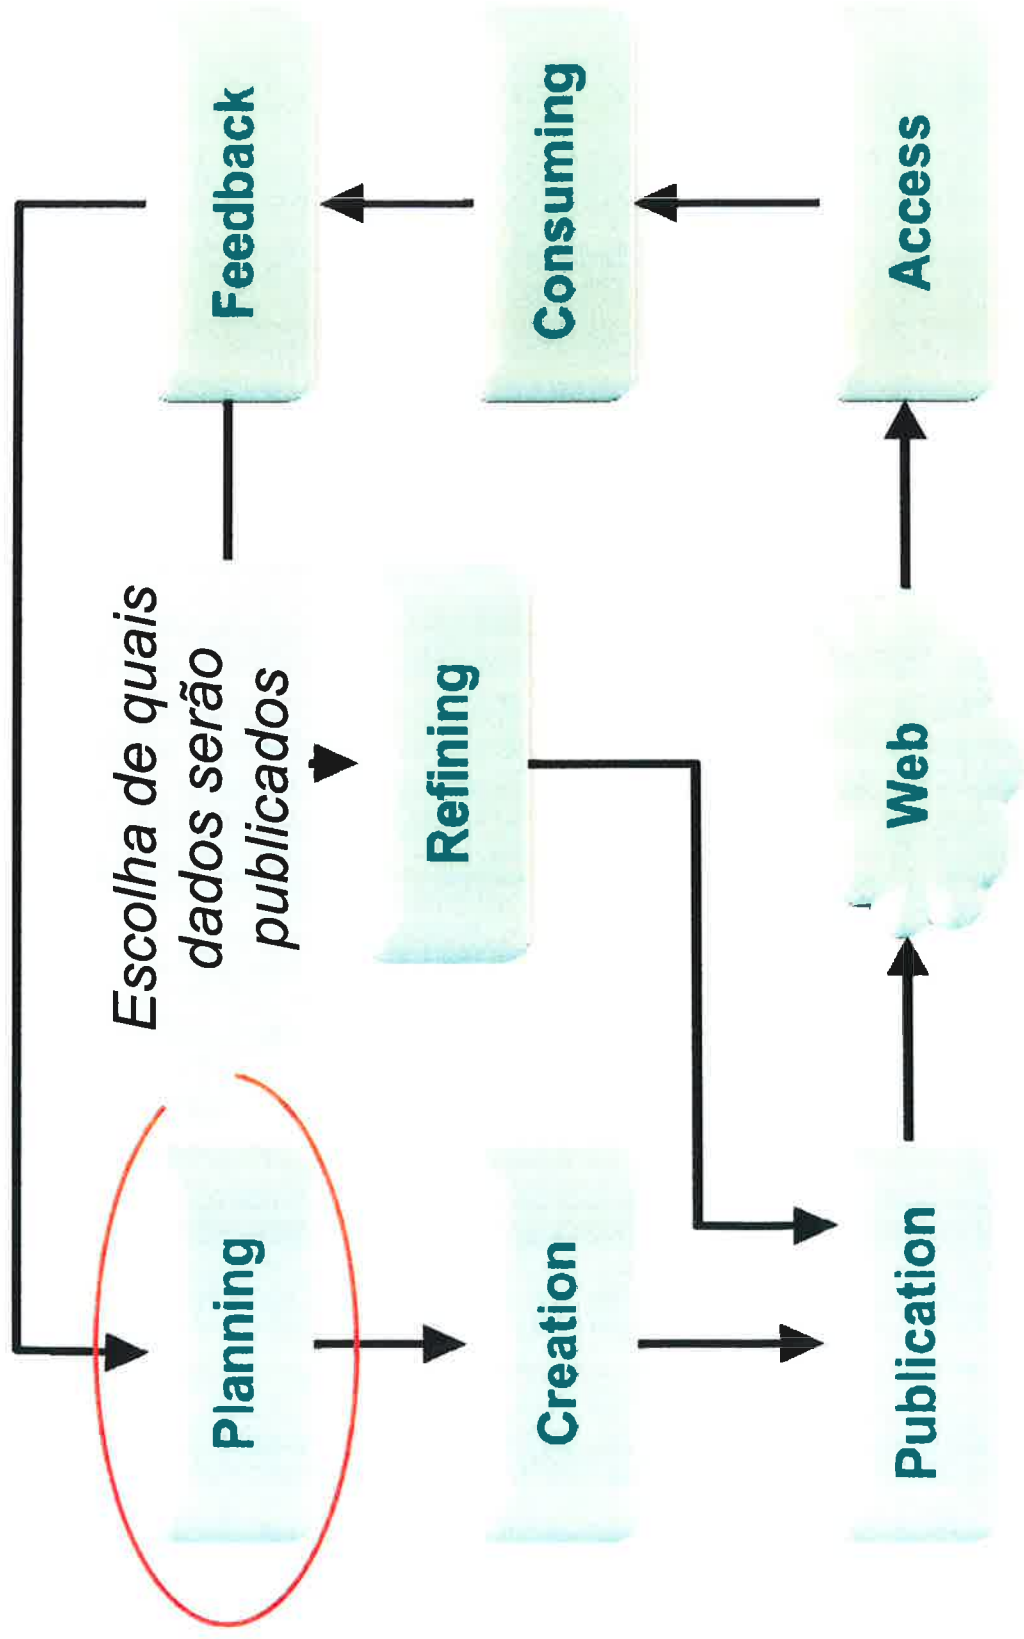 Planning
Escolha de quais
dados serão
publicados
Feedback
Creation
Refining
Consuming
Publication
Web
Access